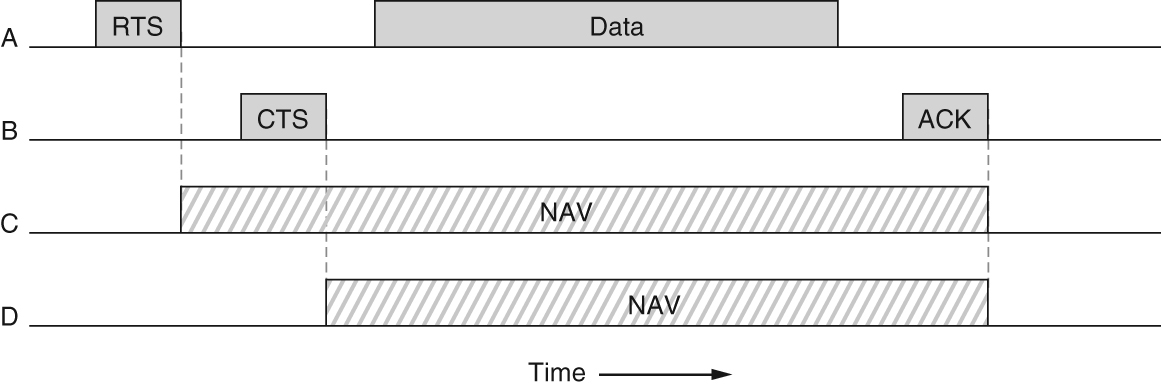 A RTS Data
B CTS ACK
C NAV
D NAV
Time